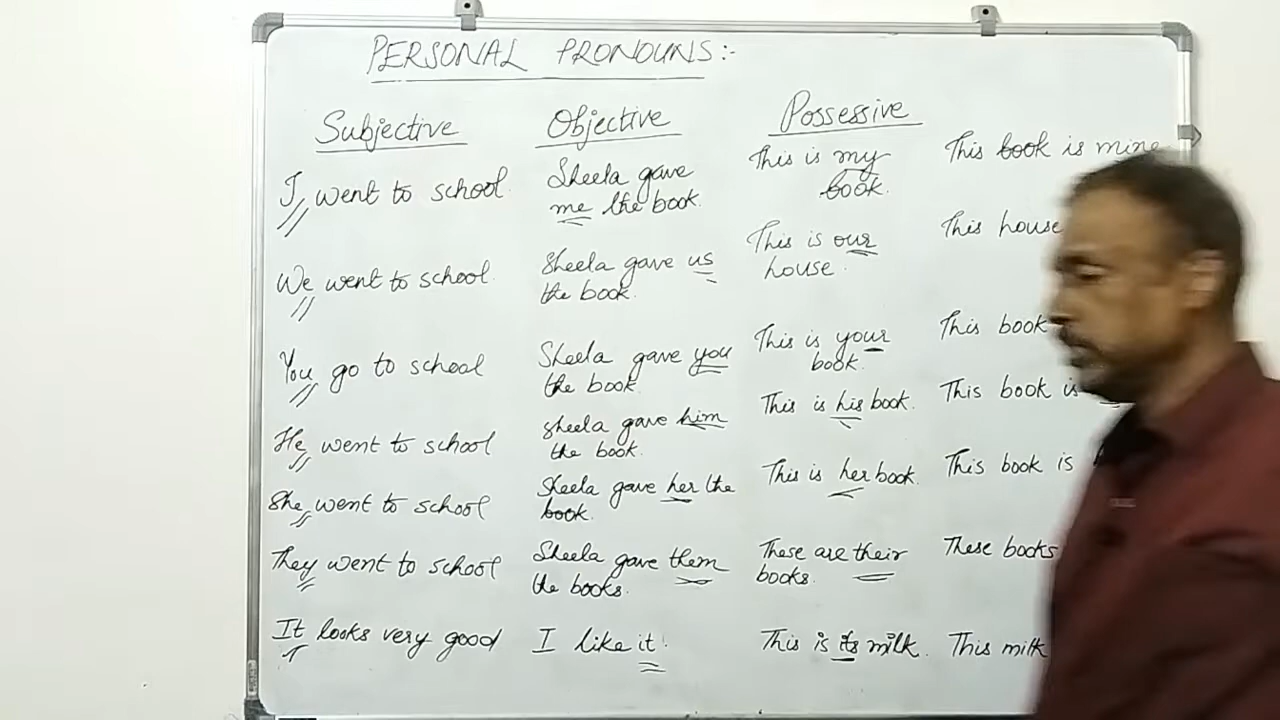 PERSONAL PRONOUNS:-
Subjective
Objective
Possessive
I went to school
Sheela gave
me the book.
This is my
book.
This book is mine
We went to school.
Sheela gave us
the book.
This is our
house.
This house
You go to school
Sheela gave you
the book.
This is your
book.
This book
He went to school
Sheela gave him
the book.
This is his book.
This book is
She went to school
Sheela gave her the
book.
This is her book.
This book is
They went to school
Sheela gave them
the books.
These are their
books.
These books
It looks very good
I like it.
This is its milk.
This milk